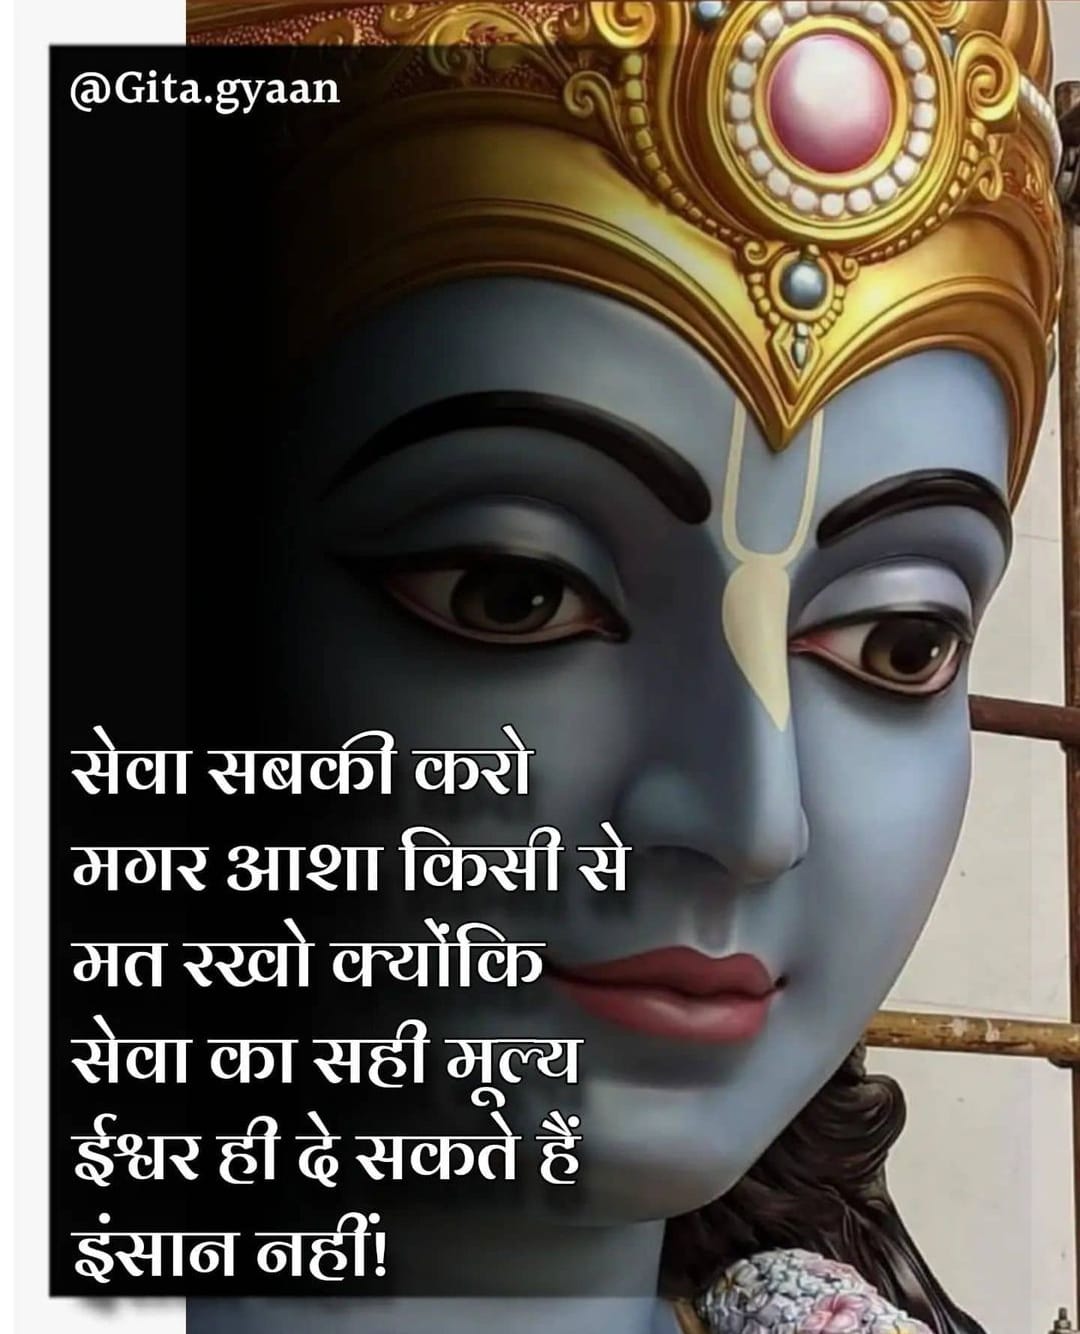 @Gita.gyaan
सेवा सबकी करो
मगर आशा किसी से
मत रखो क्योंकि
सेवा का सही मूल्य
ईश्वर ही दे सकते हैं
इंसान नहीं!